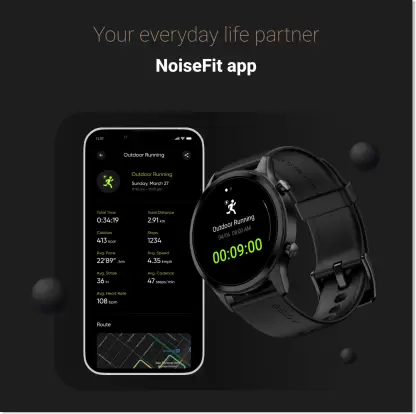 Your everyday life partner
NoiseFit app
Outdoor Running
Outdoor Running
Sunday, March 27
Total Time
Total Distance
0:34:19
2.91 km
Calories
Steps
413 kcal
1234
Avg. Pace
Avg. Speed
22'89" /km
4.35 kmph
Avg. Stride
Avg. Cadence
36 in
47 steps/min
Avg. Heart Rate
108 bpm
Route
Outdoor Running
00:09:00